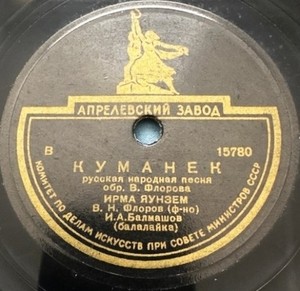 АПРЕЛЕВСКИЙ ЗАВОД
В 15780
КУМАНЕК
русская народная песня
обр. В. Флорова
ИРМА ЯУНЗЕМ
В. Н. Флоров (ф-но)
И.А.Балмашов
(балалайка)
КОМИТЕТ ПО ДЕЛАМ ИСКУССТВ ПРИ СОВЕТЕ МИНИСТРОВ СССР